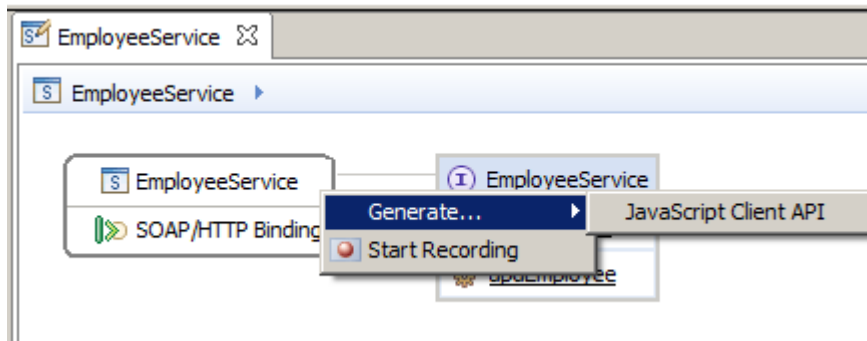 EmployeeService
EmployeeService
EmployeeService
EmployeeService
SOAP/HTTP Binding
Generate...
JavaScript Client API
Start Recording
updEmployee